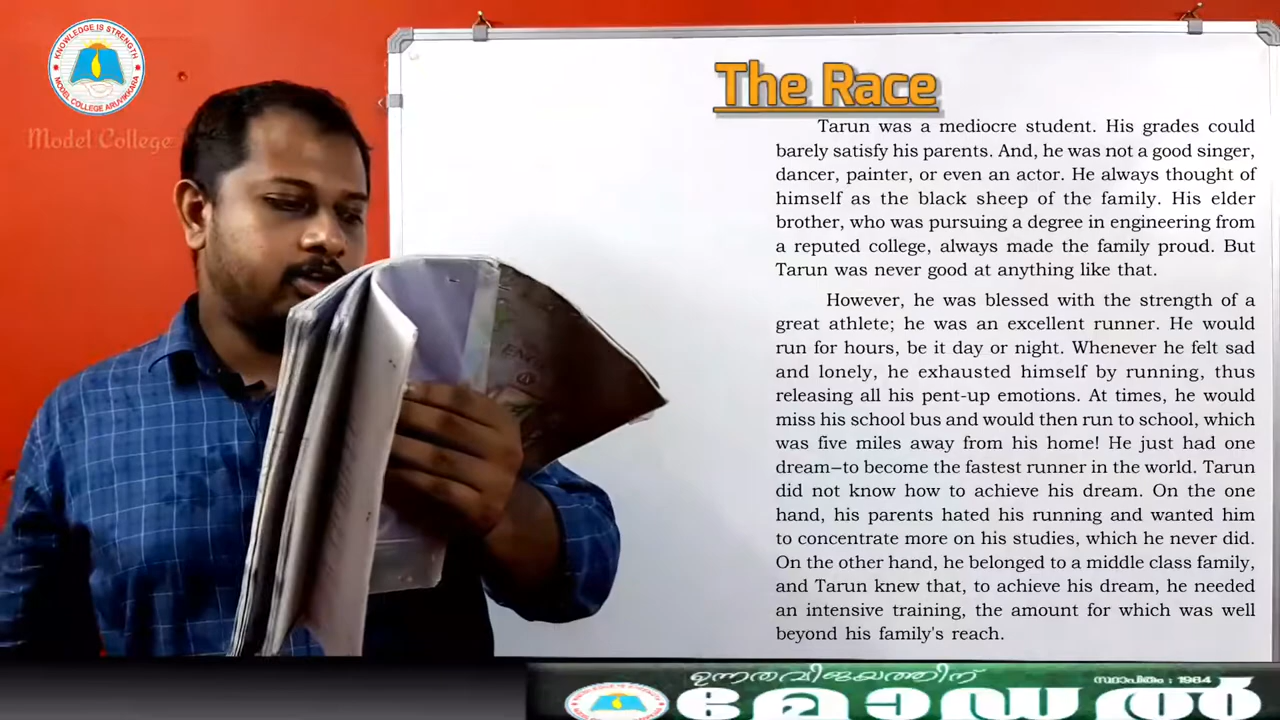 KNOWLEDGE IS STRENGTH
MODEL COLLEGE ARUVIKKARA
Model College
The Race
Tarun was a mediocre student. His grades could
barely satisfy his parents. And, he was not a good singer,
dancer, painter, or even an actor. He always thought of
himself as the black sheep of the family. His elder
brother, who was pursuing a degree in engineering from
a reputed college, always made the family proud. But
Tarun was never good at anything like that.
However, he was blessed with the strength of a
great athlete; he was an excellent runner. He would
run for hours, be it day or night. Whenever he felt sad
and lonely, he exhausted himself by running, thus
releasing all his pent-up emotions. At times, he would
miss his school bus and would then run to school, which
was five miles away from his home! He just had one
dream—to become the fastest runner in the world. Tarun
did not know how to achieve his dream. On the one
hand, his parents hated his running and wanted him
to concentrate more on his studies, which he never did.
On the other hand, he belonged to a middle class family,
and Tarun knew that, to achieve his dream, he needed
an intensive training, the amount for which was well
beyond his family's reach.
ഉന്നതവിജയത്തിന്
സ്ഥാപിതം : 1984
മോഡൽ